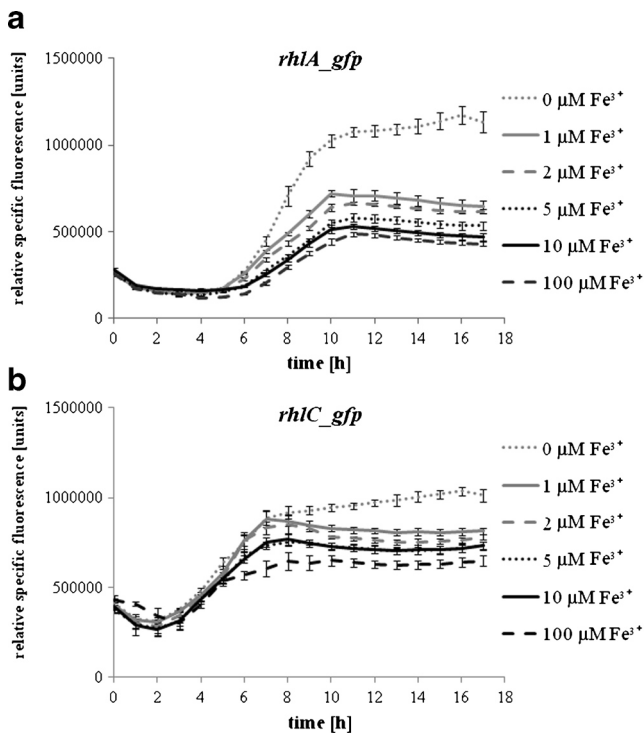 a
rhlA_gfp
relative specific fluorescence [units]
1500000
1000000
500000
0
0 2 4 6 8 10 12 14 16 18
time [h]
0 µM Fe³⁺
1 µM Fe³⁺
2 µM Fe³⁺
5 µM Fe³⁺
10 µM Fe³⁺
100 µM Fe³⁺
b
rhlC_gfp
relative specific fluorescence [units]
1500000
1000000
500000
0
0 2 4 6 8 10 12 14 16 18
time [h]
0 µM Fe³⁺
1 µM Fe³⁺
2 µM Fe³⁺
5 µM Fe³⁺
10 µM Fe³⁺
100 µM Fe³⁺